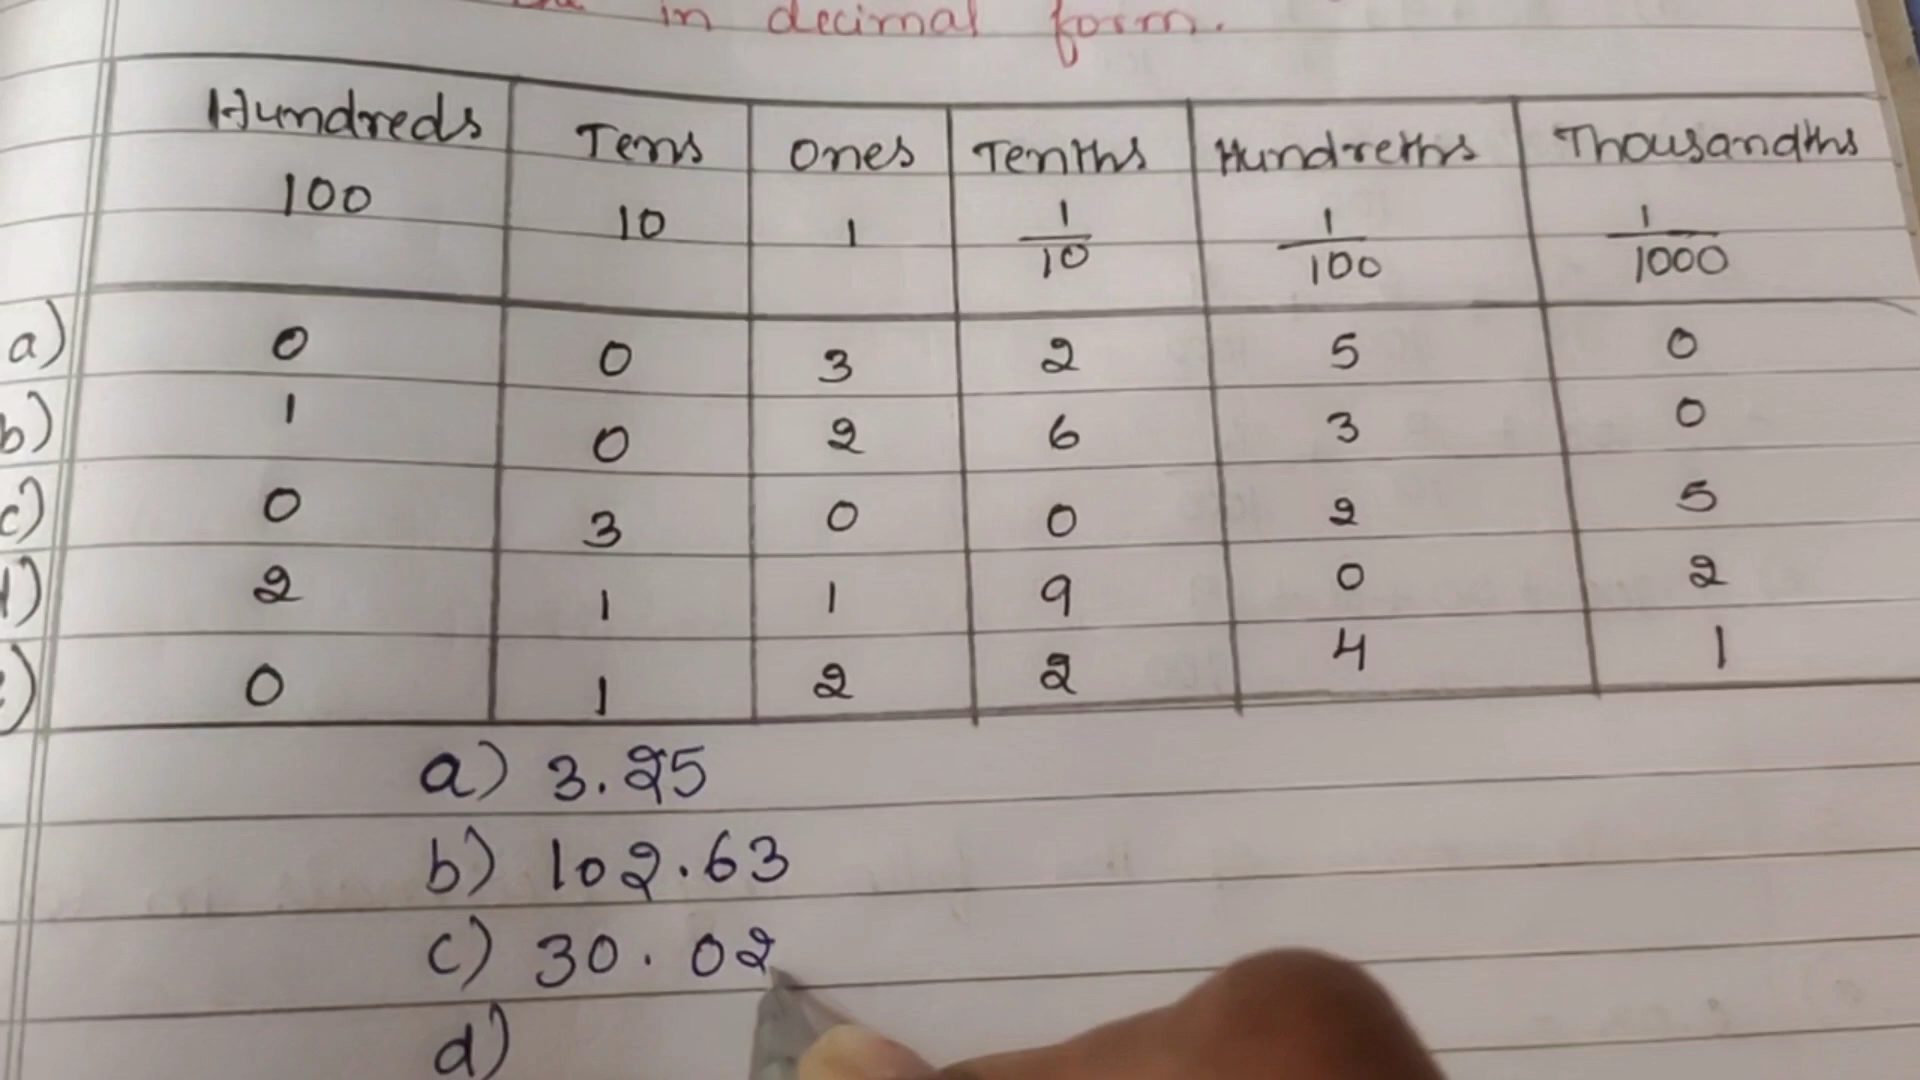 in decimal form.
Hundreds Tens Ones Tenths Hundreths Thousandths
100 10 1 1/10 1/100 1/1000
a) 0 0 3 2 5 0
b) 1 0 2 6 3 0
c) 0 3 0 0 2 5
d) 2 1 1 9 0 2
) 0 1 2 2 4 1
a) 3.25
b) 102.63
c) 30.02
d)